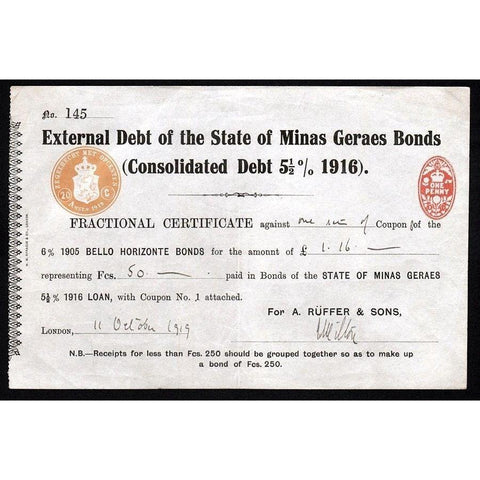 No. 145
External Debt of the State of Minas Geraes Bonds
(Consolidated Debt 5½% 1916).
ZEGELRECHT MET OPCENTEN
20 C
ONE PENNY
FRACTIONAL CERTIFICATE against one of Coupon of the
6% 1905 BELLO HORIZONTE BONDS for the amount of £ 1.16.—
representing Fcs. 50.— paid in Bonds of the STATE OF MINAS GERAES
5½% 1916 LOAN, with Coupon No. 1 attached.
For A. RÜFFER & SONS,
LONDON, 11 October 1919
N.B.—Receipts for less than Fcs. 250 should be grouped together so as to make up
a bond of Fcs. 250.